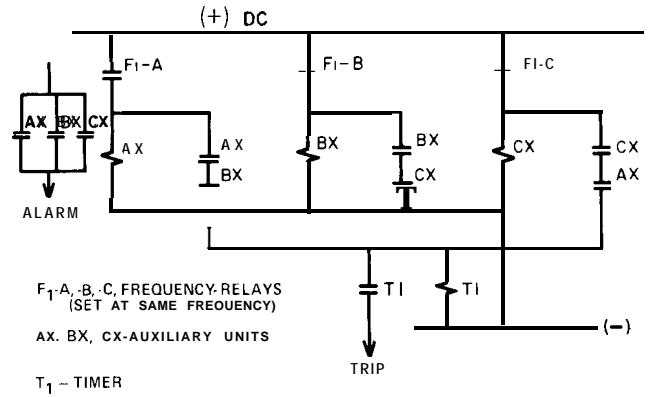 (+) DC
F1-A
F1-B
F1-C
AX BX CX
AX
AX
BX
BX
BX
CX
CX
CX
AX
ALARM
T1
T1
(-)
TRIP
F1-A, -B, -C, FREQUENCY-RELAYS
(SET AT SAME FREOUENCY)
AX. BX, CX-AUXILIARY UNITS
T1 – TIMER